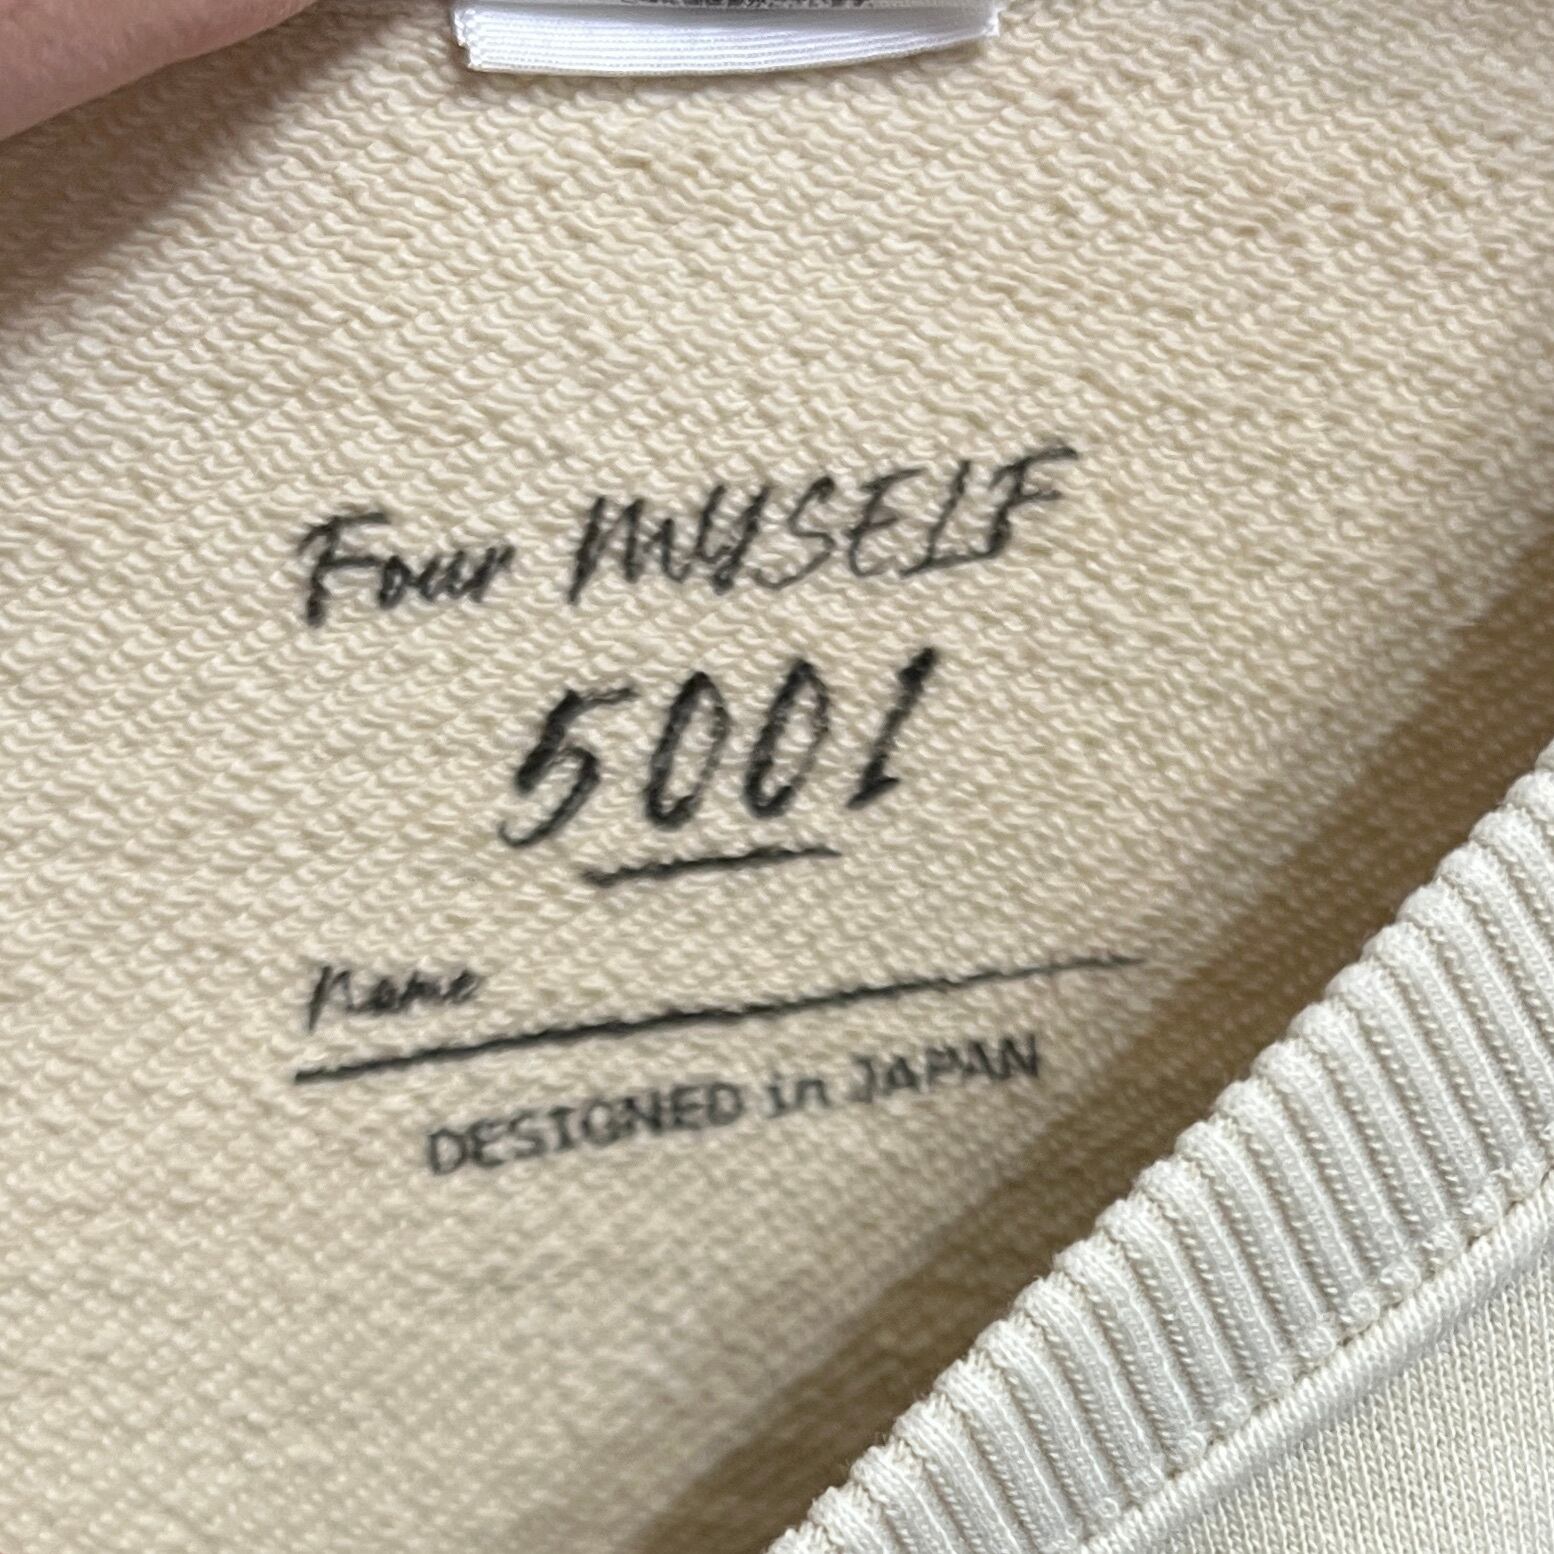 Four MYSELF
5001
name
DESIGNED in JAPAN